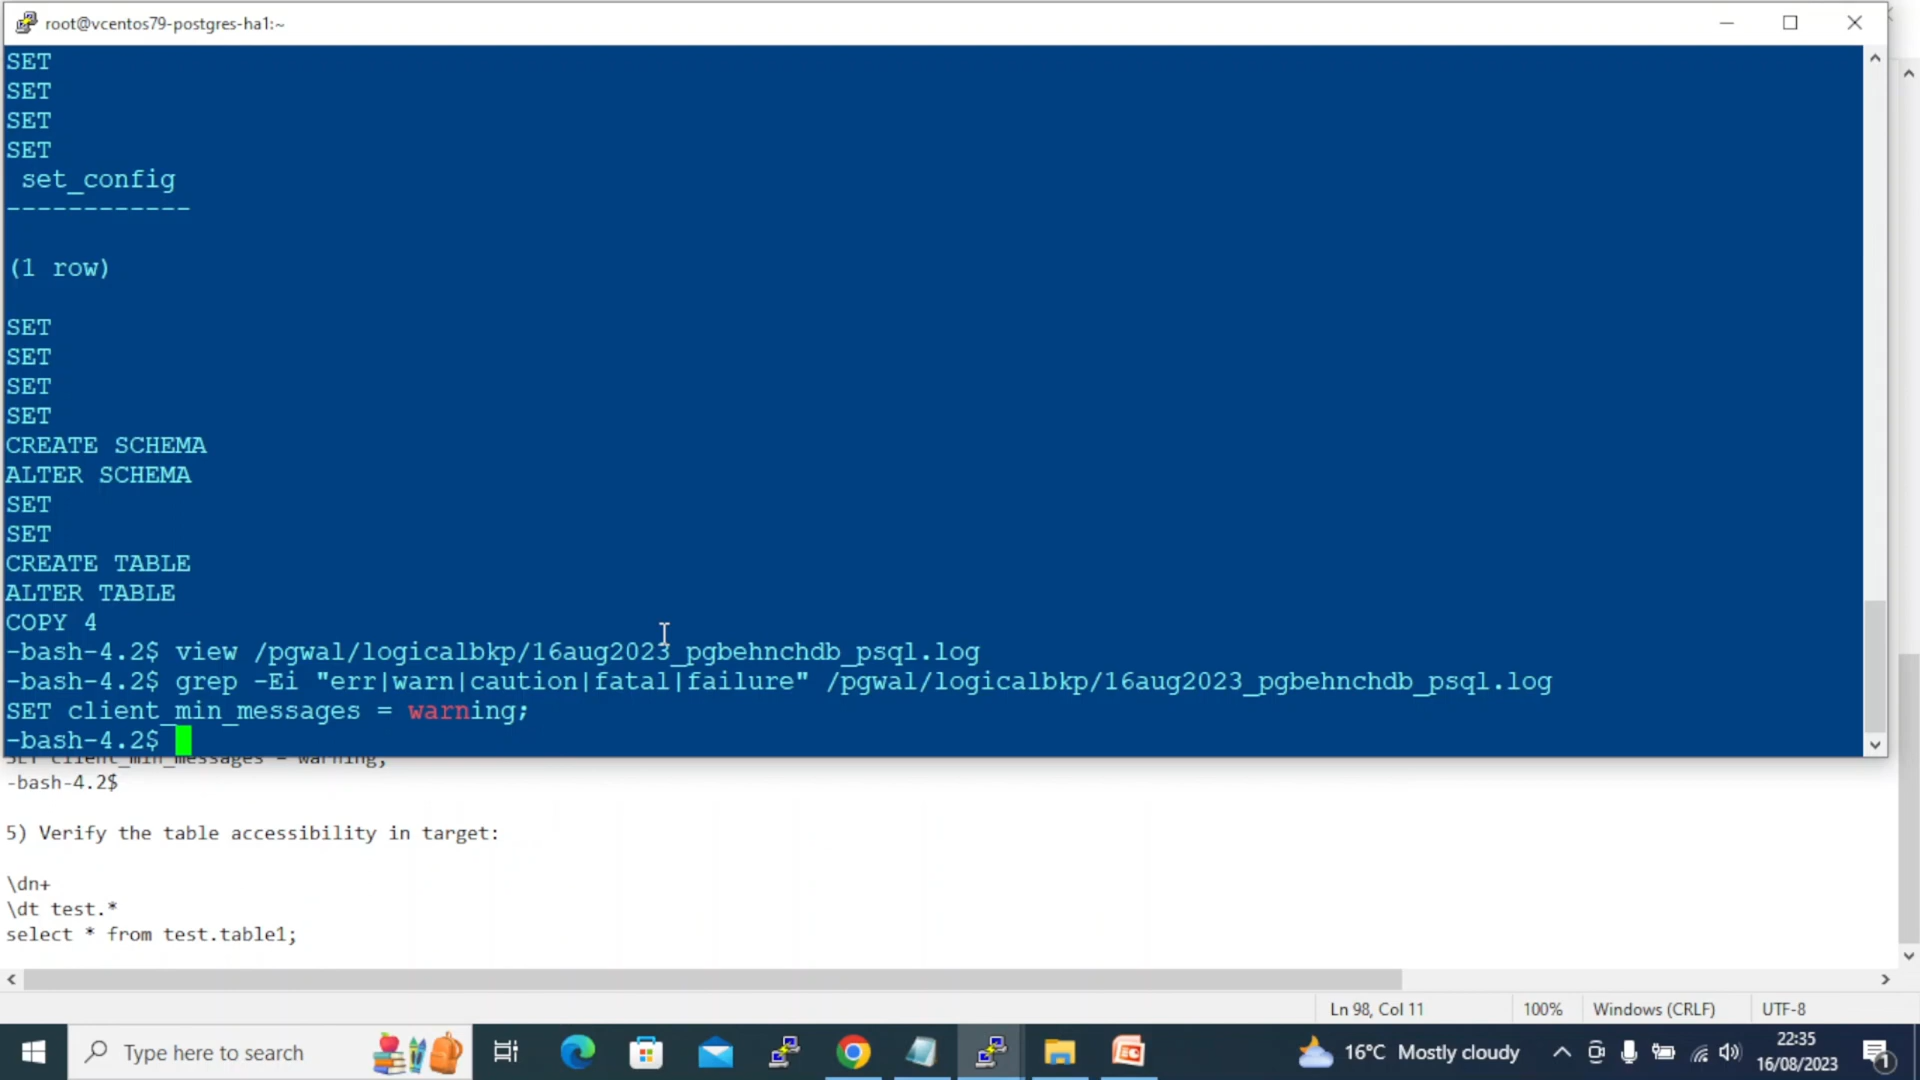 root@vcentos79-postgres-ha1:~
SET
SET
SET
SET
set_config
------------
(1 row)
SET
SET
SET
SET
CREATE SCHEMA
ALTER SCHEMA
SET
SET
CREATE TABLE
ALTER TABLE
COPY 4
-bash-4.2$ view /pgwal/logicalbkp/16aug2023_pgbehnchdb_psql.log
-bash-4.2$ grep -Ei "err|warn|caution|fatal|failure" /pgwal/logicalbkp/16aug2023_pgbehnchdb_psql.log
SET client_min_messages = warning;
-bash-4.2$
SET client_min_messages = warning;
-bash-4.2$
5) Verify the table accessibility in target:
\dn+
\dt test.*
select * from test.table1;
Ln 98, Col 11
100%
Windows (CRLF)
UTF-8
Type here to search
16°C Mostly cloudy
22:35
16/08/2023
1